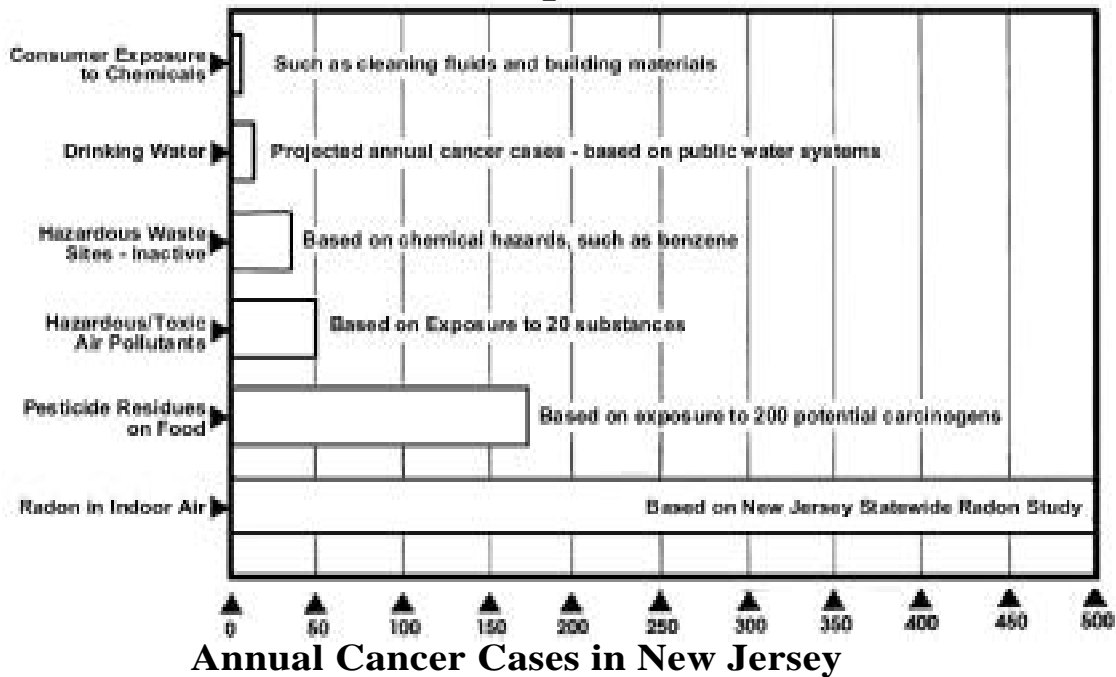 Consumer Exposure
to Chemicals
Such as cleaning fluids and building materials
Drinking Water
Projected annual cancer cases - based on public water systems
Hazardous Waste
Sites - Inactive
Based on chemical hazards, such as benzene
Hazardous/Toxic
Air Pollutants
Based on Exposure to 20 substances
Pesticide Residues
on Food
Based on exposure to 200 potential carcinogens
Radon in Indoor Air
Based on New Jersey Statewide Radon Study
0 50 100 150 200 250 300 350 400 450 500
Annual Cancer Cases in New Jersey